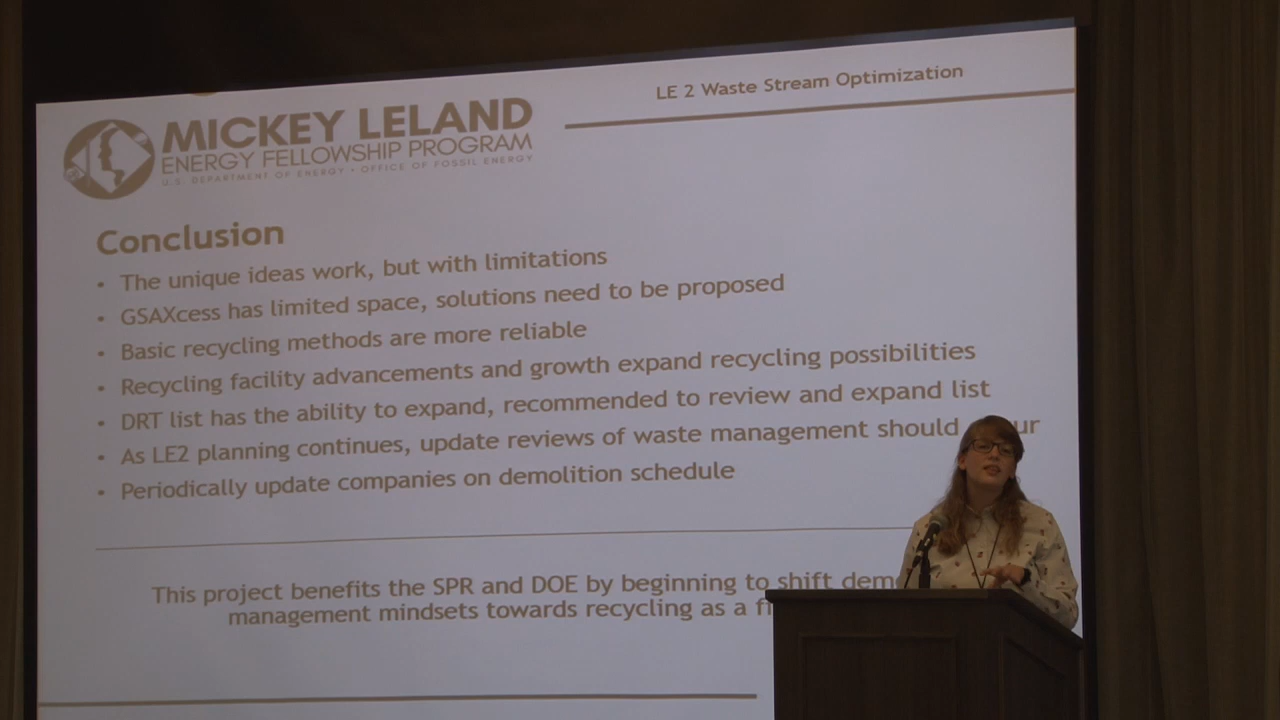 LE 2 Waste Stream Optimization
MICKEY LELAND
ENERGY FELLOWSHIP PROGRAM
U.S. DEPARTMENT OF ENERGY • OFFICE OF FOSSIL ENERGY
Conclusion
• The unique ideas work, but with limitations
• GSAXcess has limited space, solutions need to be proposed
• Basic recycling methods are more reliable
• Recycling facility advancements and growth expand recycling possibilities
• DRT list has the ability to expand, recommended to review and expand list
• As LE2 planning continues, update reviews of waste management should
• Periodically update companies on demolition schedule
This project benefits the SPR and DOE by beginning to shift
management mindsets towards recycling as a